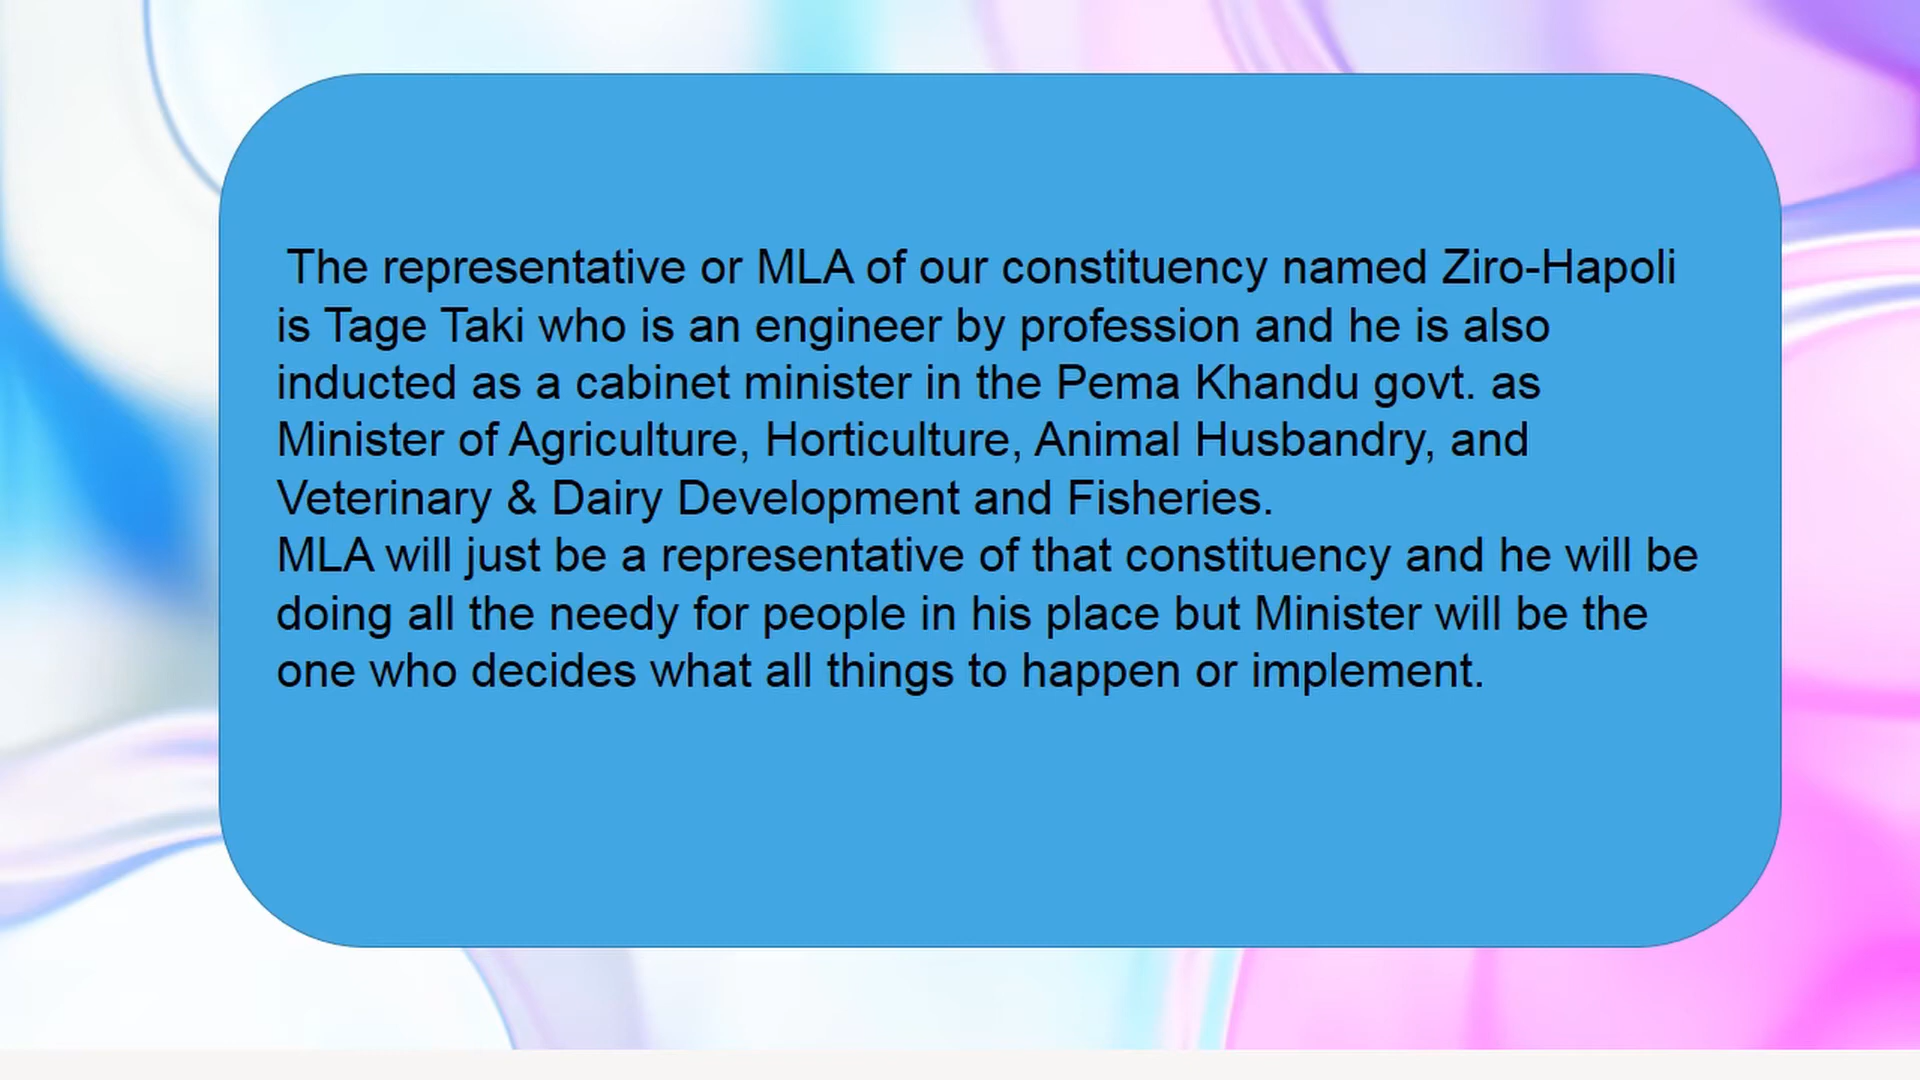 The representative or MLA of our constituency named Ziro-Hapoli
is Tage Taki who is an engineer by profession and he is also
inducted as a cabinet minister in the Pema Khandu govt. as
Minister of Agriculture, Horticulture, Animal Husbandry, and
Veterinary & Dairy Development and Fisheries.
MLA will just be a representative of that constituency and he will be
doing all the needy for people in his place but Minister will be the
one who decides what all things to happen or implement.